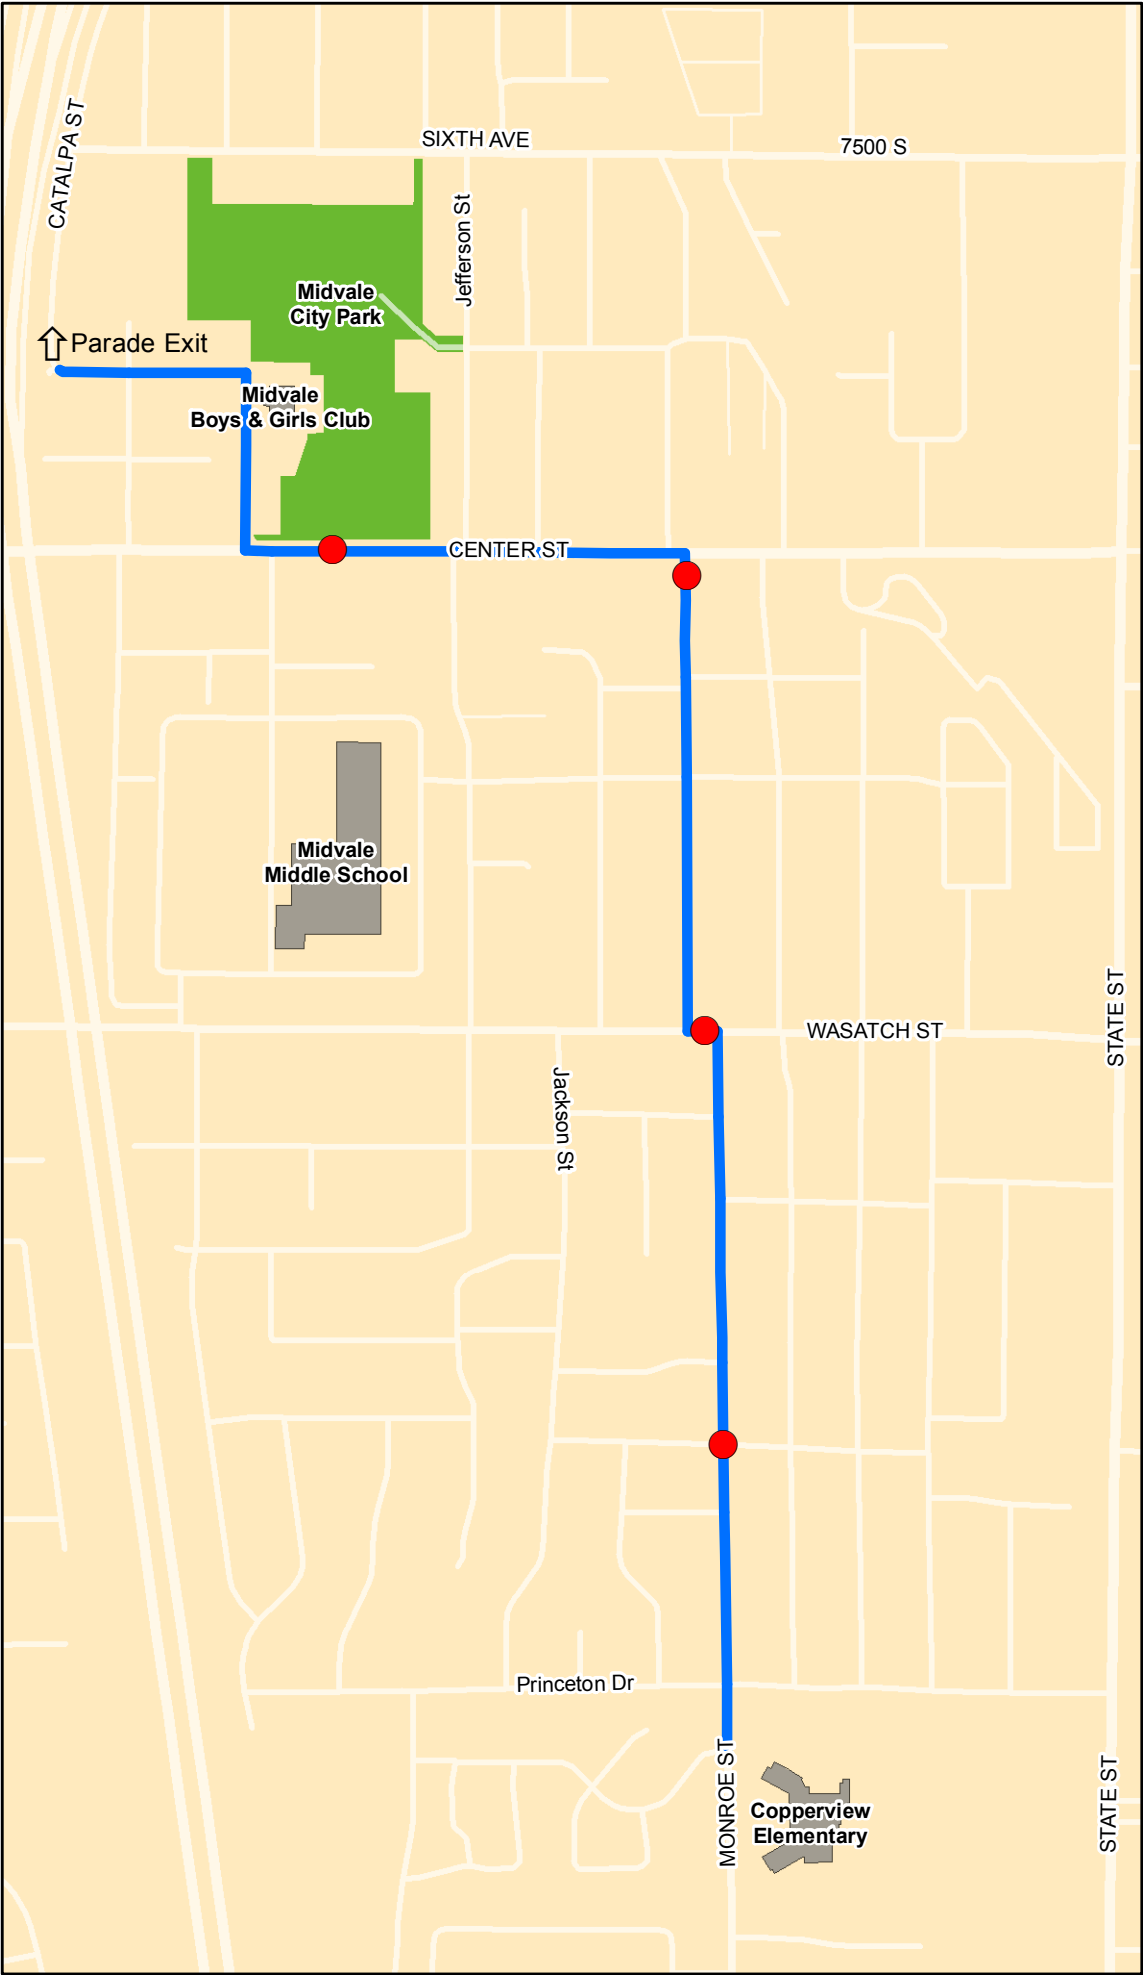 SIXTH AVE
7500 S
CATALPA ST
Jefferson St
Midvale
City Park
Parade Exit
Midvale
Boys & Girls Club
CENTER ST
Midvale
Middle School
STATE ST
WASATCH ST
Jackson St
Princeton Dr
MONROE ST
STATE ST
Copperview
Elementary